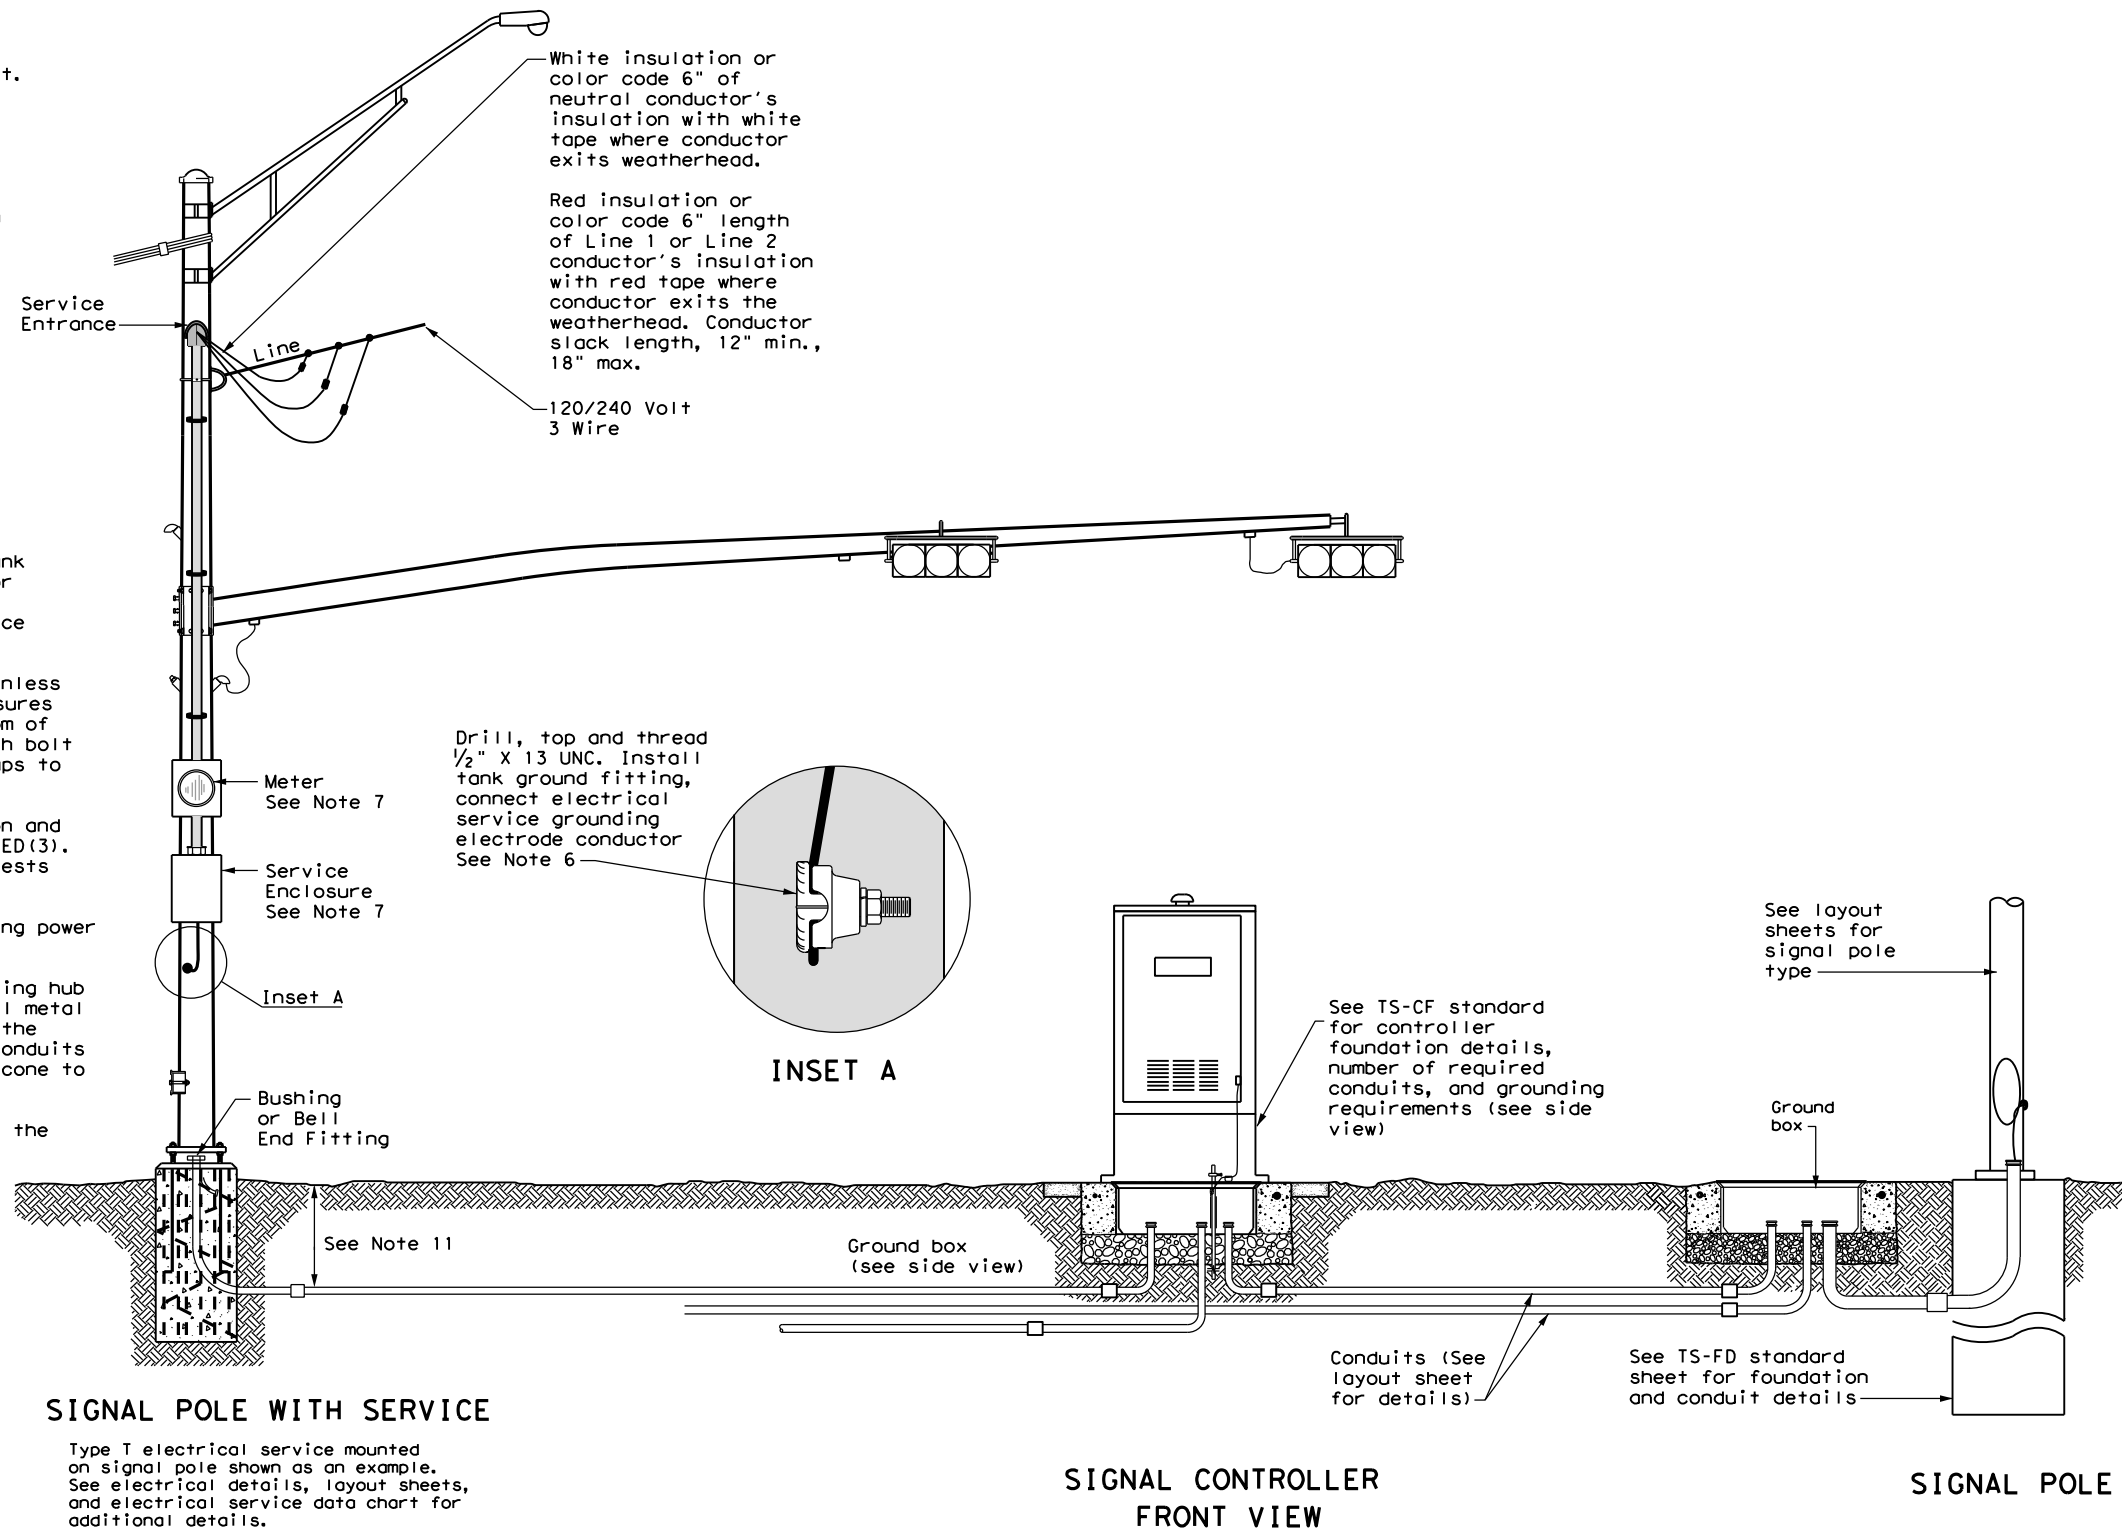 t.
White insulation or
color code 6" of
neutral conductor's
insulation with white
tape where conductor
exits weatherhead.
Red insulation or
color code 6" length
of Line 1 or Line 2
conductor's insulation
with red tape where
conductor exits the
weatherhead. Conductor
slack length, 12" min.,
18" max.
Service
Entrance
Line
120/240 Volt
3 Wire
nk
or
ce
nless
sures
m of
h bolt
ps to
n and
ED(3).
ests
ng power
ing hub
l metal
the
onduits
cone to
the
Drill, top and thread
½" X 13 UNC. Install
tank ground fitting,
connect electrical
service grounding
electrode conductor
See Note 6
Meter
See Note 7
Service
Enclosure
See Note 7
Inset A
INSET A
Bushing
or Bell
End Fitting
See Note 11
See TS-CF standard
for controller
foundation details,
number of required
conduits, and grounding
requirements (see side
view)
See layout
sheets for
signal pole
type
Ground
box
Ground box
(see side view)
Conduits (See
layout sheet
for details)
See TS-FD standard
sheet for foundation
and conduit details
SIGNAL POLE WITH SERVICE
Type T electrical service mounted
on signal pole shown as an example.
See electrical details, layout sheets,
and electrical service data chart for
additional details.
SIGNAL CONTROLLER
FRONT VIEW
SIGNAL POLE